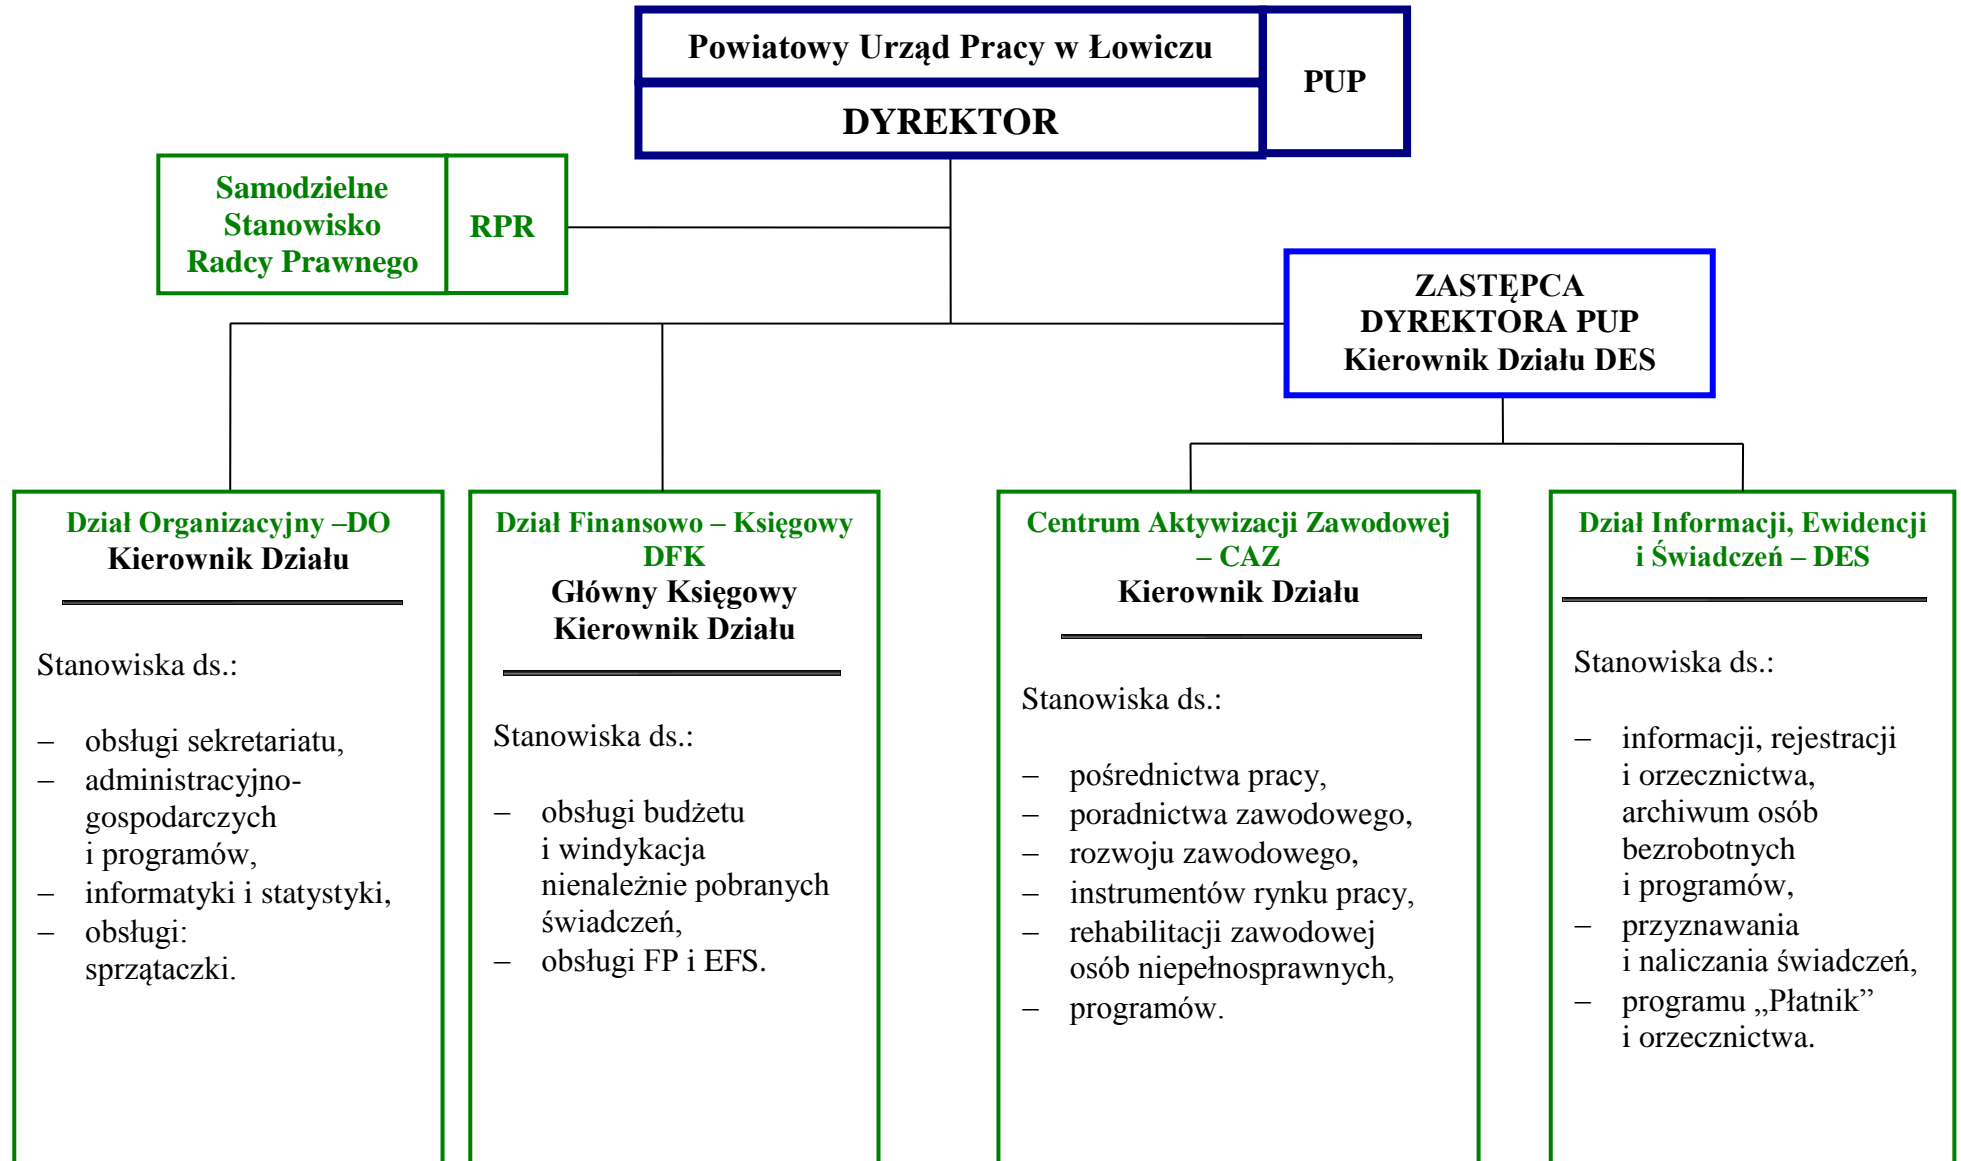 Powiatowy Urząd Pracy w Łowiczu
PUP
DYREKTOR
Samodzielne
Stanowisko
Radcy Prawnego
RPR
ZASTĘPCA
DYREKTORA PUP
Kierownik Działu DES
Dział Organizacyjny –DO
Kierownik Działu
Stanowiska ds.:
– obsługi sekretariatu,
– administracyjno-
gospodarczych
i programów,
– informatyki i statystyki,
– obsługi:
sprzątaczki.
Dział Finansowo – Księgowy
DFK
Główny Księgowy
Kierownik Działu
Stanowiska ds.:
– obsługi budżetu
i windykacja
nienależnie pobranych
świadczeń,
– obsługi FP i EFS.
Centrum Aktywizacji Zawodowej
– CAZ
Kierownik Działu
Stanowiska ds.:
– pośrednictwa pracy,
– poradnictwa zawodowego,
– rozwoju zawodowego,
– instrumentów rynku pracy,
– rehabilitacji zawodowej
osób niepełnosprawnych,
– programów.
Dział Informacji, Ewidencji
i Świadczeń – DES
Stanowiska ds.:
– informacji, rejestracji
i orzecznictwa,
archiwum osób
bezrobotnych
i programów,
– przyznawania
i naliczania świadczeń,
– programu „Płatnik”
i orzecznictwa.